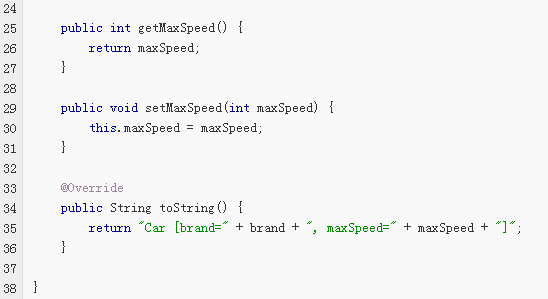 24
25 public int getMaxSpeed() {
26 return maxSpeed;
27 }
28
29 public void setMaxSpeed(int maxSpeed) {
30 this.maxSpeed = maxSpeed;
31 }
32
33 @Override
34 public String toString() {
35 return "Car [brand=" + brand + ", maxSpeed=" + maxSpeed + "]";
36 }
37
38 }